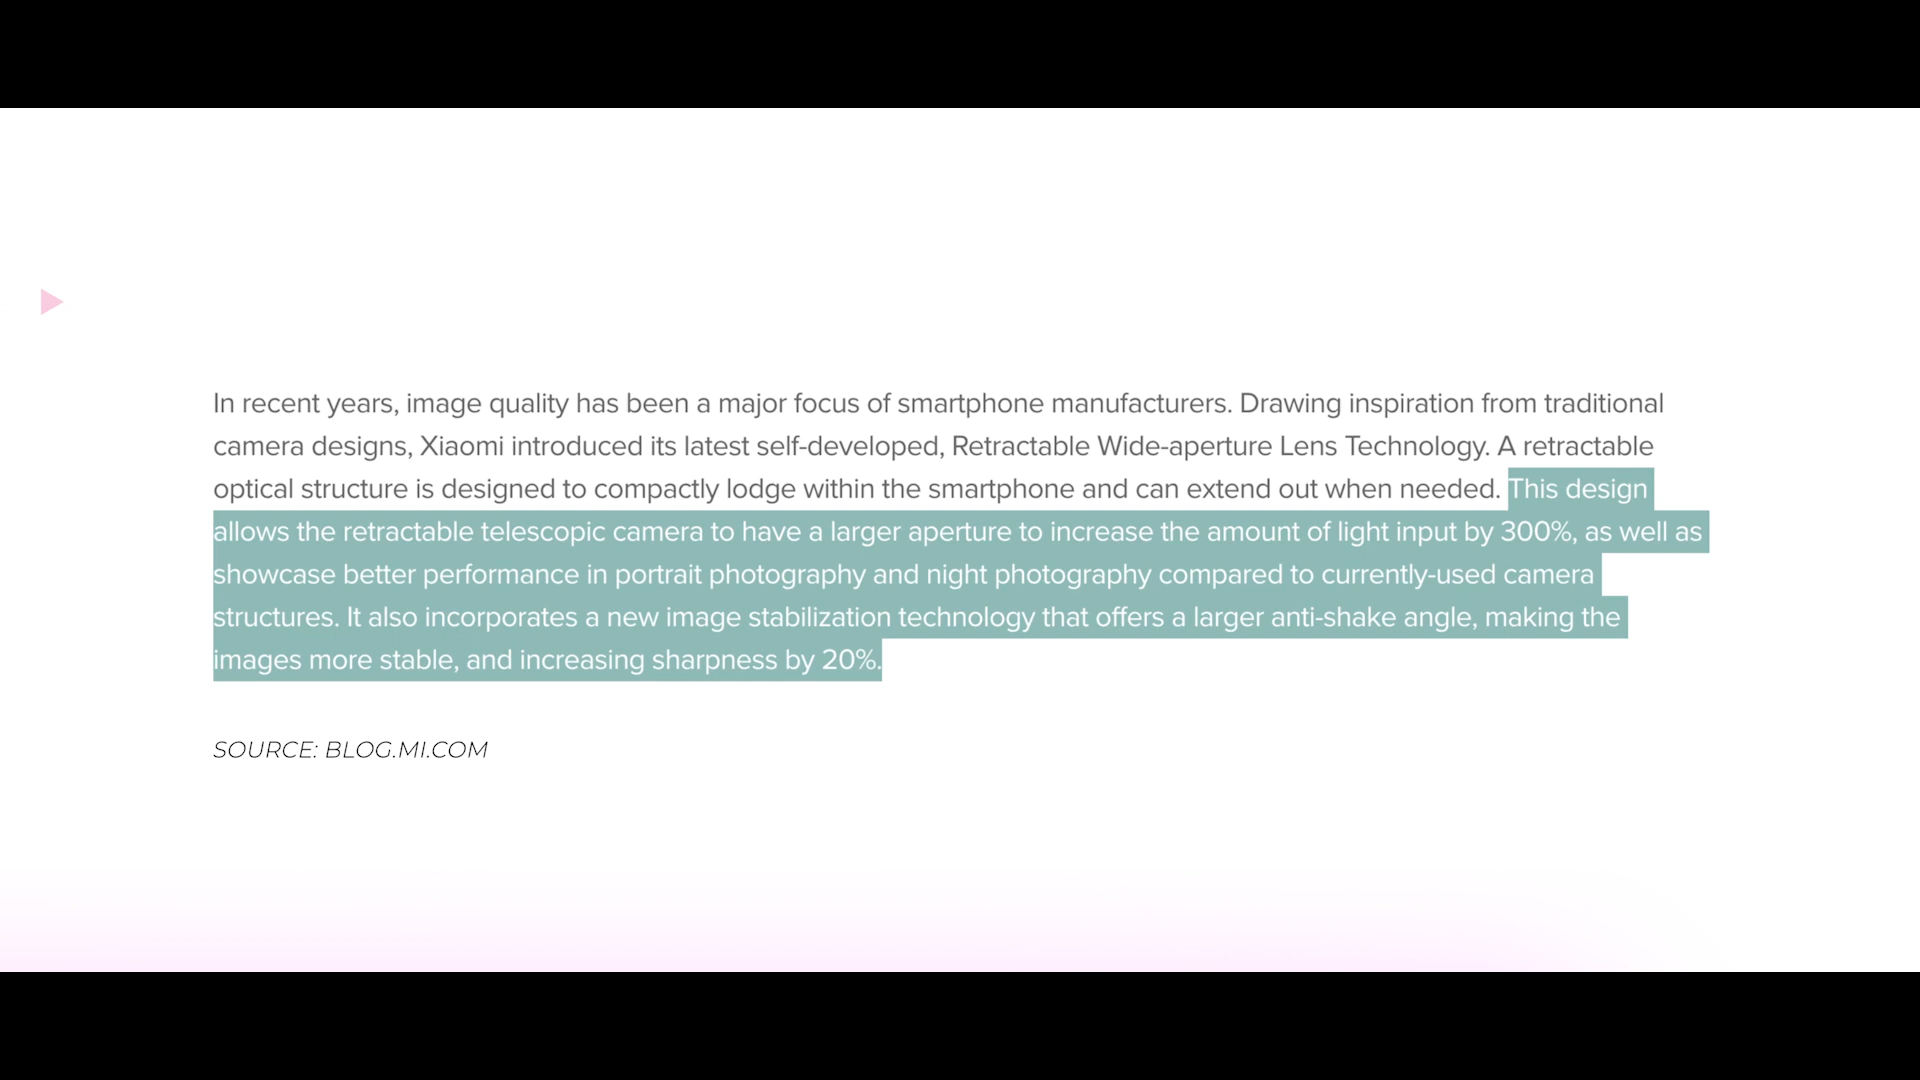 In recent years, image quality has been a major focus of smartphone manufacturers. Drawing inspiration from traditional
camera designs, Xiaomi introduced its latest self-developed, Retractable Wide-aperture Lens Technology. A retractable
optical structure is designed to compactly lodge within the smartphone and can extend out when needed. This design
allows the retractable telescopic camera to have a larger aperture to increase the amount of light input by 300%, as well as
showcase better performance in portrait photography and night photography compared to currently-used camera
structures. It also incorporates a new image stabilization technology that offers a larger anti-shake angle, making the
images more stable, and increasing sharpness by 20%.
SOURCE: BLOG.MI.COM